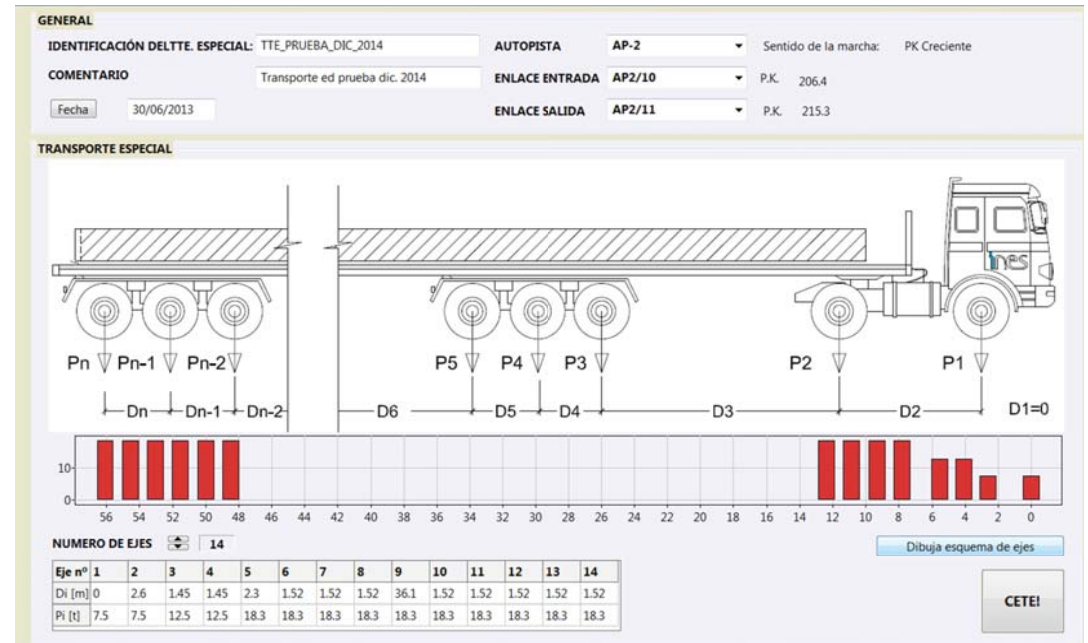 GENERAL
IDENTIFICACIÓN DELTTE. ESPECIAL: TTE_PRUEBA_DIC_2014 AUTOPISTA AP-2 Sentido de la marcha: PK Creciente
COMENTARIO Transporte ed prueba dic. 2014 ENLACE ENTRADA AP2/10 P.K. 206.4
Fecha 30/06/2013 ENLACE SALIDA AP2/11 P.K. 215.3
TRANSPORTE ESPECIAL
ines
Pn Pn-1 Pn-2 P5 P4 P3 P2 P1
Dn Dn-1 Dn-2 D6 D5 D4 D3 D2 D1=0
10
0
56 54 52 50 48 46 44 42 40 38 36 34 32 30 28 26 24 22 20 18 16 14 12 10 8 6 4 2 0
NUMERO DE EJES 14 Dibuja esquema de ejes
Eje nº 1 2 3 4 5 6 7 8 9 10 11 12 13 14
Di [m] 0 2.6 1.45 1.45 2.3 1.52 1.52 1.52 36.1 1.52 1.52 1.52 1.52 1.52
Pi [t] 7.5 7.5 12.5 12.5 18.3 18.3 18.3 18.3 18.3 18.3 18.3 18.3 18.3 18.3
CETE!